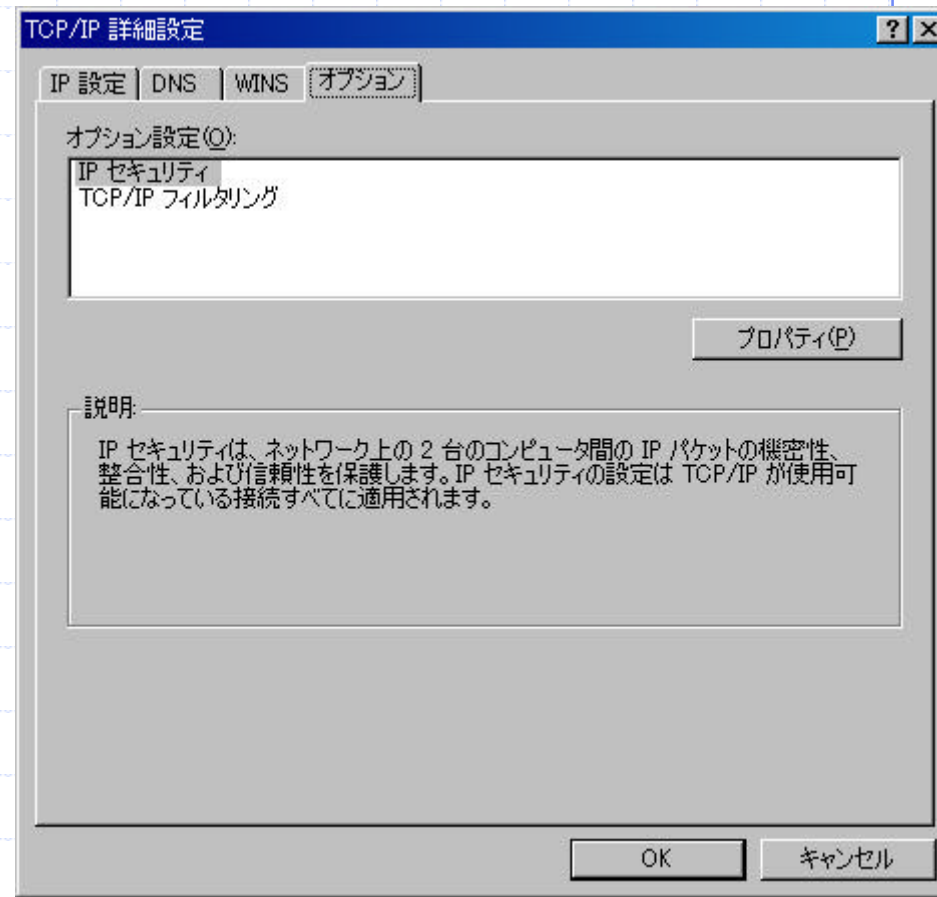 TCP/IP 詳細設定
IP 設定 DNS WINS オプション
オプション設定(O):
IP セキュリティ
TCP/IP フィルタリング
プロパティ(P)
説明:
IP セキュリティは、ネットワーク上の 2 台のコンピュータ間の IP パケットの機密性、
整合性、および信頼性を保護します。IP セキュリティの設定は TCP/IP が使用可
能になっている接続すべてに適用されます。
OK キャンセル